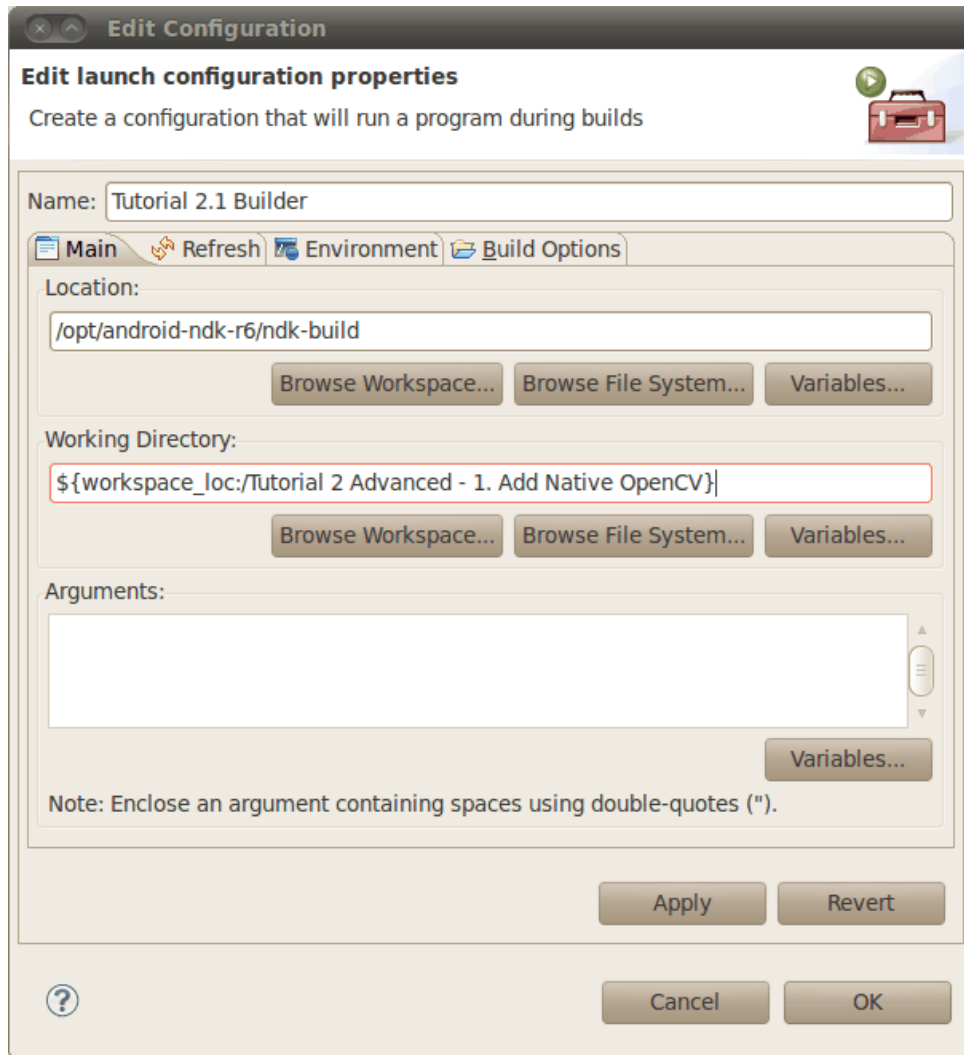 Edit Configuration
Edit launch configuration properties
Create a configuration that will run a program during builds
Name: Tutorial 2.1 Builder
Main Refresh Environment Build Options
Location:
/opt/android-ndk-r6/ndk-build
Browse Workspace... Browse File System... Variables...
Working Directory:
${workspace_loc:/Tutorial 2 Advanced - 1. Add Native OpenCV}
Browse Workspace... Browse File System... Variables...
Arguments:
Variables...
Note: Enclose an argument containing spaces using double-quotes (").
Apply Revert
? Cancel OK